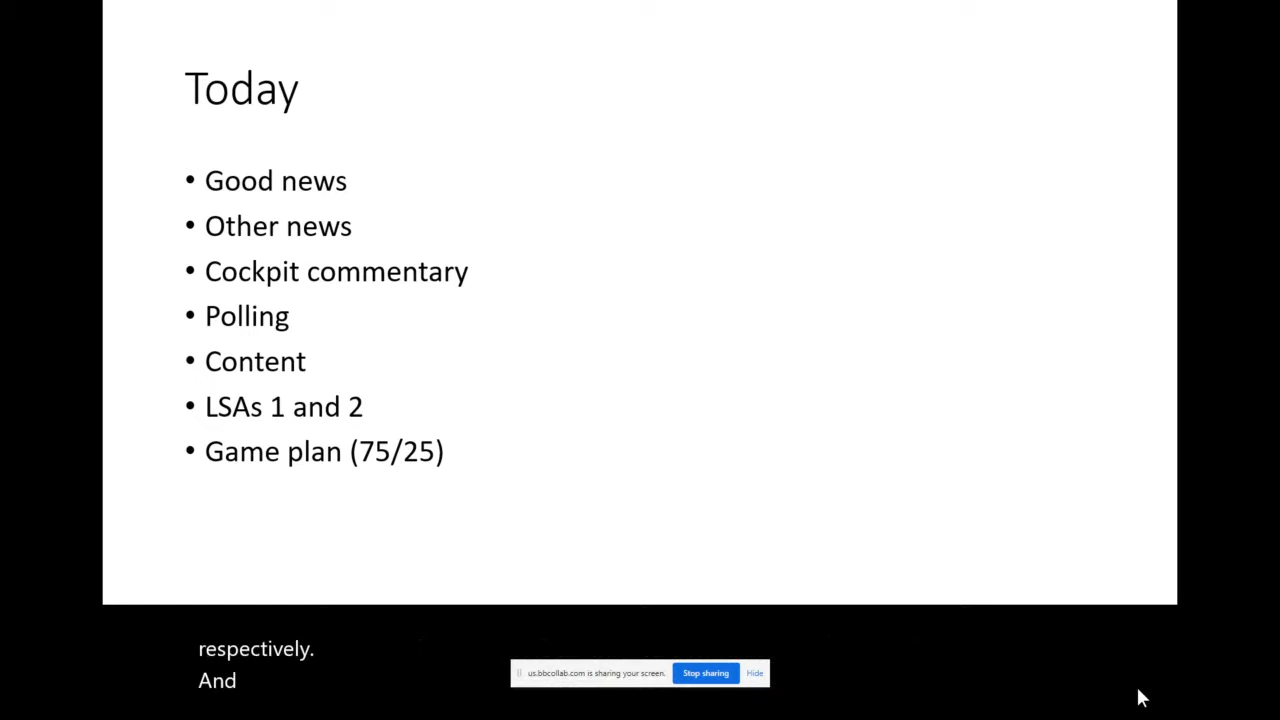 Today
• Good news
• Other news
• Cockpit commentary
• Polling
• Content
• LSAs 1 and 2
• Game plan (75/25)
respectively.
And
us.bbcollab.com is sharing your screen. Stop sharing Hide